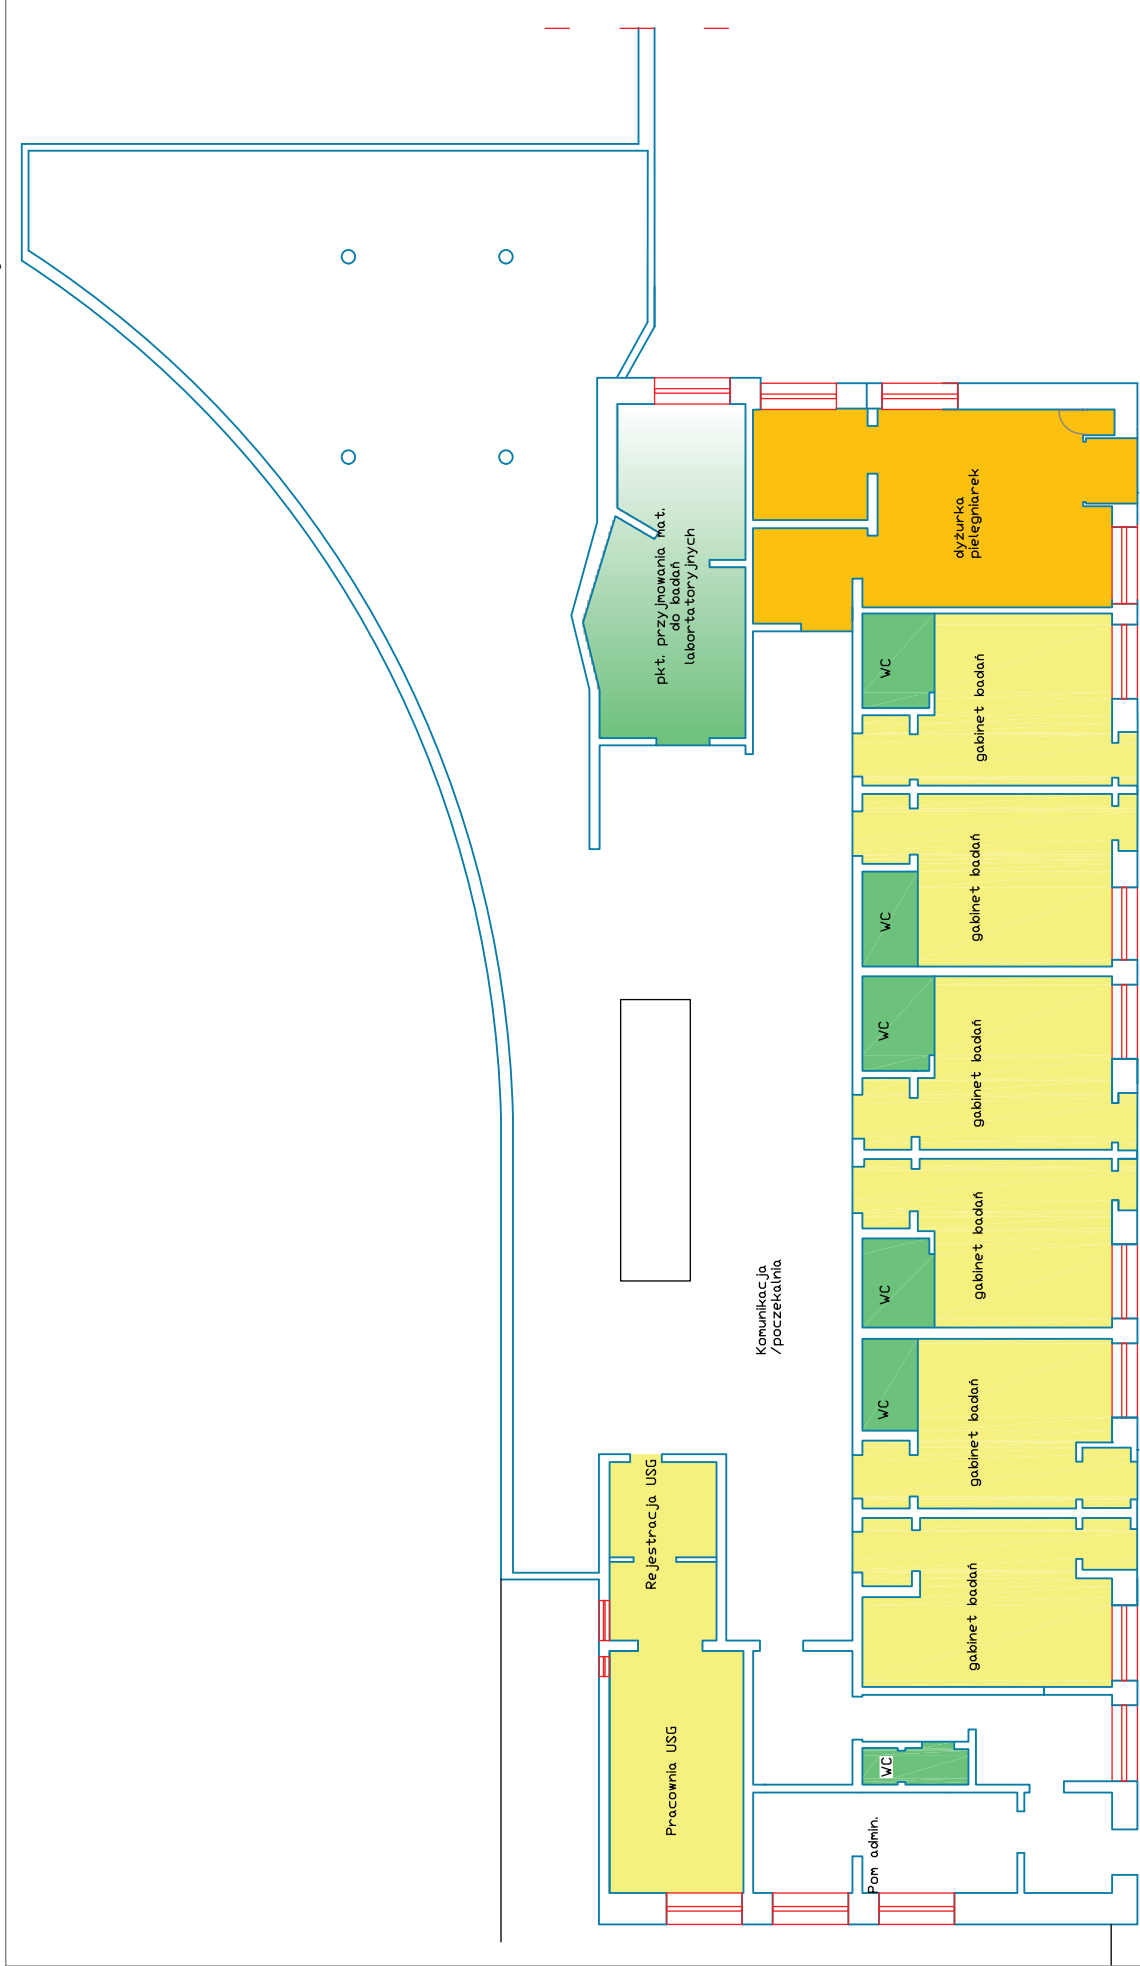 pkt. przyjmowania mat.
do badań
labortatoryjnych
dyżurka
pielęgniarek
WC
gabinet badań
WC
gabinet badań
WC
gabinet badań
WC
gabinet badań
WC
gabinet badań
gabinet badań
Komunikacja
/poczekalnia
Rejestracja USG
Pracownia USG
WC
Pom admin.